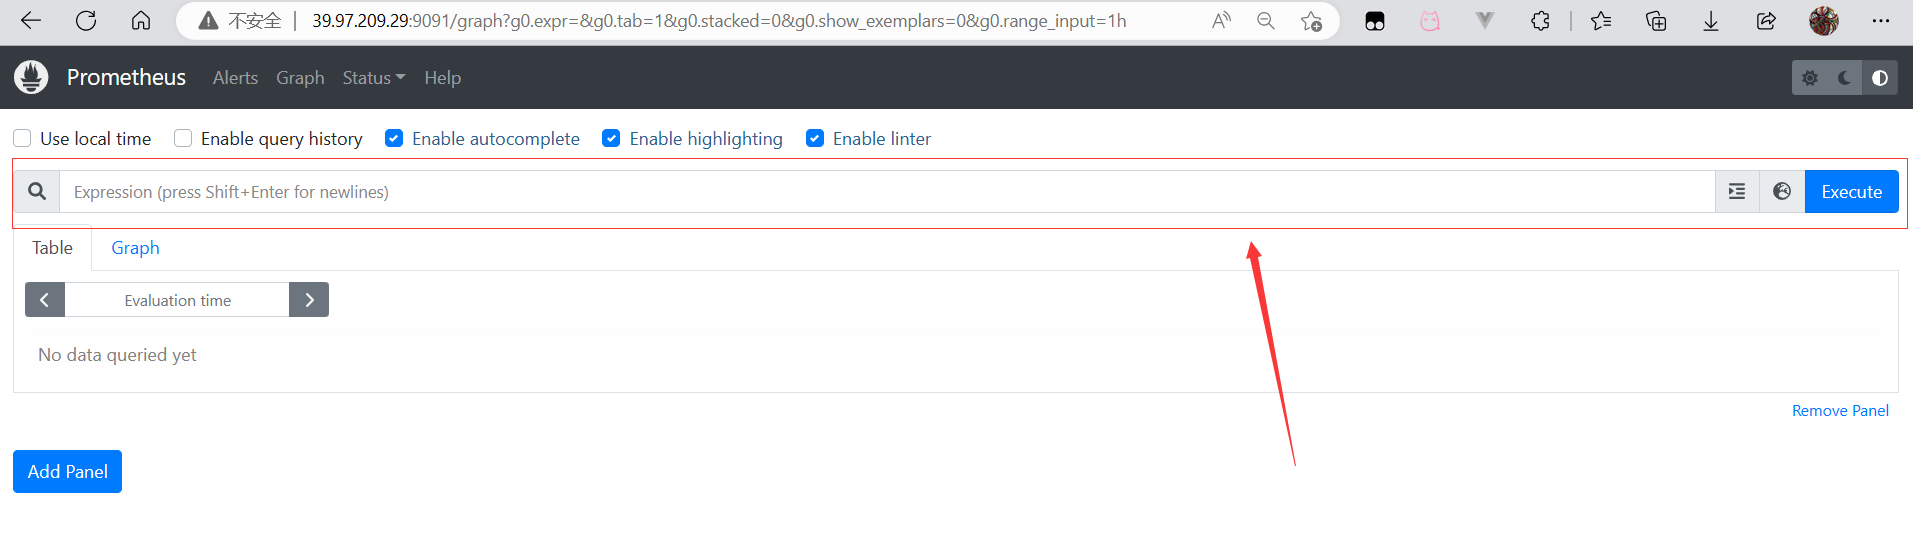 不安全 | 39.97.209.29:9091/graph?g0.expr=&g0.tab=1&g0.stacked=0&g0.show_exemplars=0&g0.range_input=1h
Prometheus Alerts Graph Status Help
Use local time Enable query history Enable autocomplete Enable highlighting Enable linter
Expression (press Shift+Enter for newlines) Execute
Table Graph
Evaluation time
No data queried yet
Remove Panel
Add Panel